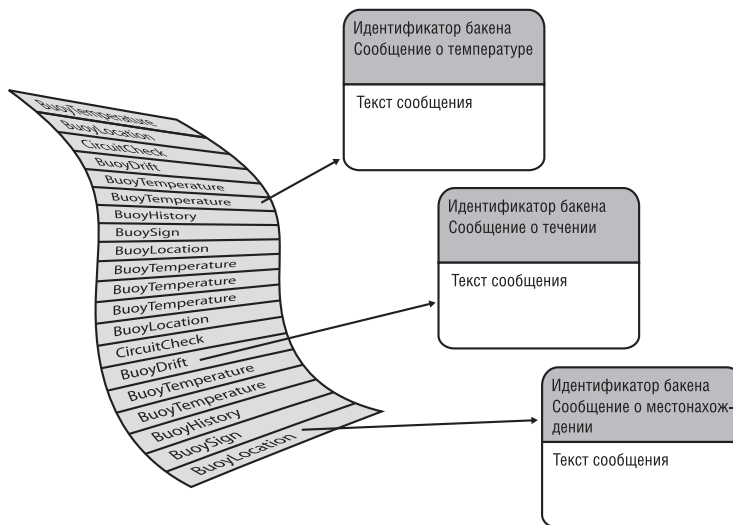 Идентификатор бакена
Сообщение о температуре
Текст сообщения
BuoyTemperature
BuoyLocation
CircuitCheck
BuoyDrift
BuoyTemperature
BuoyTemperature
BuoyHistory
BuoySign
BuoyLocation
BuoyTemperature
BuoyTemperature
BuoyTemperature
BuoyLocation
CircuitCheck
BuoyDrift
BuoyTemperature
BuoyTemperature
BuoyHistory
BuoySign
BuoyLocation
Идентификатор бакена
Сообщение о течении
Текст сообщения
Идентификатор бакена
Сообщение о местонахож-
дении
Текст сообщения